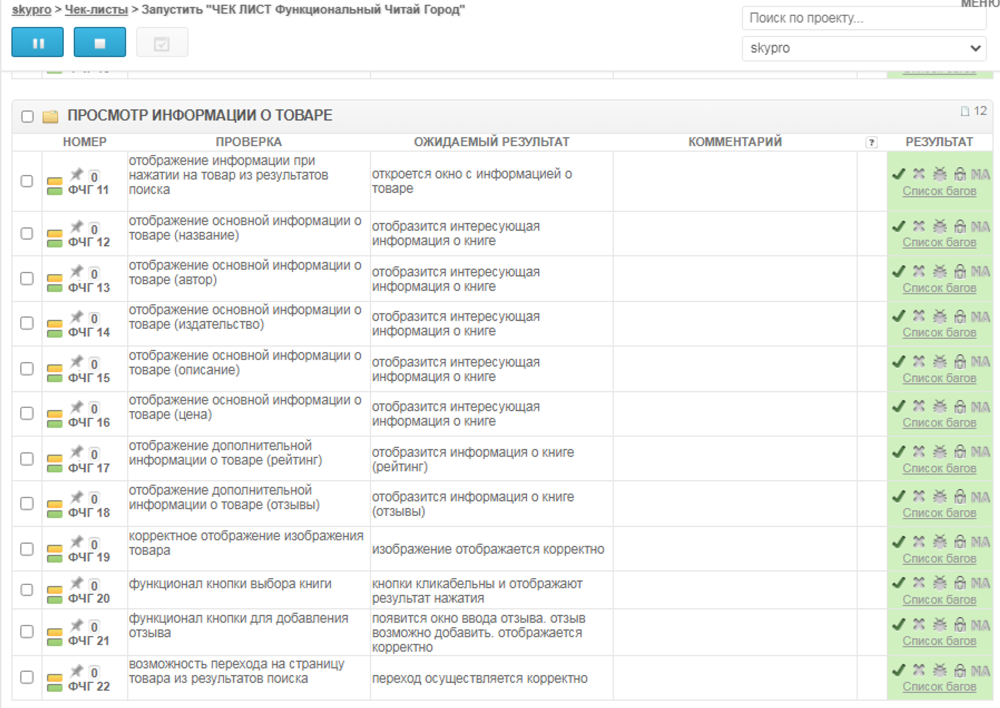 skypro > Чек-листы > Запустить "ЧЕК ЛИСТ Функциональный Читай Город"
МЕНЮ
Поиск по проекту...
skypro
ПРОСМОТР ИНФОРМАЦИИ О ТОВАРЕ
12
НОМЕР ПРОВЕРКА ОЖИДАЕМЫЙ РЕЗУЛЬТАТ КОММЕНТАРИЙ ? РЕЗУЛЬТАТ
0
ФЧГ 11
отображение информации при
нажатии на товар из результатов
поиска
откроется окно с информацией о
товаре
NA
Список багов
0
ФЧГ 12
отображение основной информации о
товаре (название)
отобразится интересующая
информация о книге
NA
Список багов
0
ФЧГ 13
отображение основной информации о
товаре (автор)
отобразится интересующая
информация о книге
NA
Список багов
0
ФЧГ 14
отображение основной информации о
товаре (издательство)
отобразится интересующая
информация о книге
NA
Список багов
0
ФЧГ 15
отображение основной информации о
товаре (описание)
отобразится интересующая
информация о книге
NA
Список багов
0
ФЧГ 16
отображение основной информации о
товаре (цена)
отобразится интересующая
информация о книге
NA
Список багов
0
ФЧГ 17
отображение дополнительной
информации о товаре (рейтинг)
отобразится информация о книге
(рейтинг)
NA
Список багов
0
ФЧГ 18
отображение дополнительной
информации о товаре (отзывы)
отобразится информация о книге
(отзывы)
NA
Список багов
0
ФЧГ 19
корректное отображение изображения
товара
изображение отображается корректно
NA
Список багов
0
ФЧГ 20
функционал кнопки выбора книги
кнопки кликабельны и отображают
результат нажатия
NA
Список багов
0
ФЧГ 21
функционал кнопки для добавления
отзыва
появится окно ввода отзыва. отзыв
возможно добавить. отображается
корректно
NA
Список багов
0
ФЧГ 22
возможность перехода на страницу
товара из результатов поиска
переход осуществляется корректно
NA
Список багов